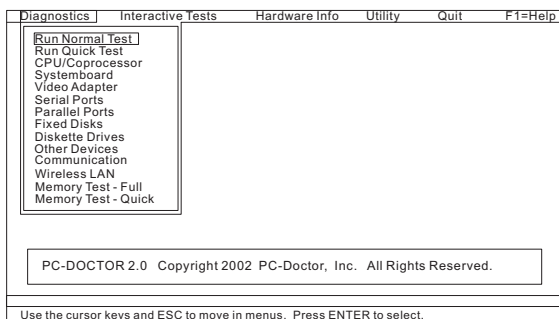 Diagnostics Interactive Tests Hardware Info Utility Quit F1=Help
Run Normal Test
Run Quick Test
CPU/Coprocessor
Systemboard
Video Adapter
Serial Ports
Parallel Ports
Fixed Disks
Diskette Drives
Other Devices
Communication
Wireless LAN
Memory Test - Full
Memory Test - Quick
PC-DOCTOR 2.0 Copyright 2002 PC-Doctor, Inc. All Rights Reserved.
Use the cursor keys and ESC to move in menus. Press ENTER to select.